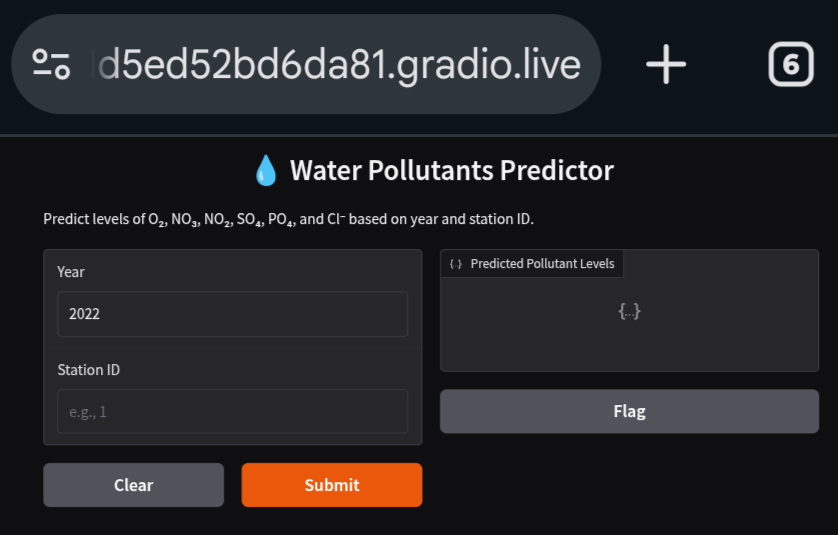 d5ed52bd6da81.gradio.live
6
💧 Water Pollutants Predictor
Predict levels of O₂, NO₃, NO₂, SO₄, PO₄, and Cl⁻ based on year and station ID.
Year
2022
Station ID
e.g., 1
Clear
Submit
{} Predicted Pollutant Levels
{..}
Flag